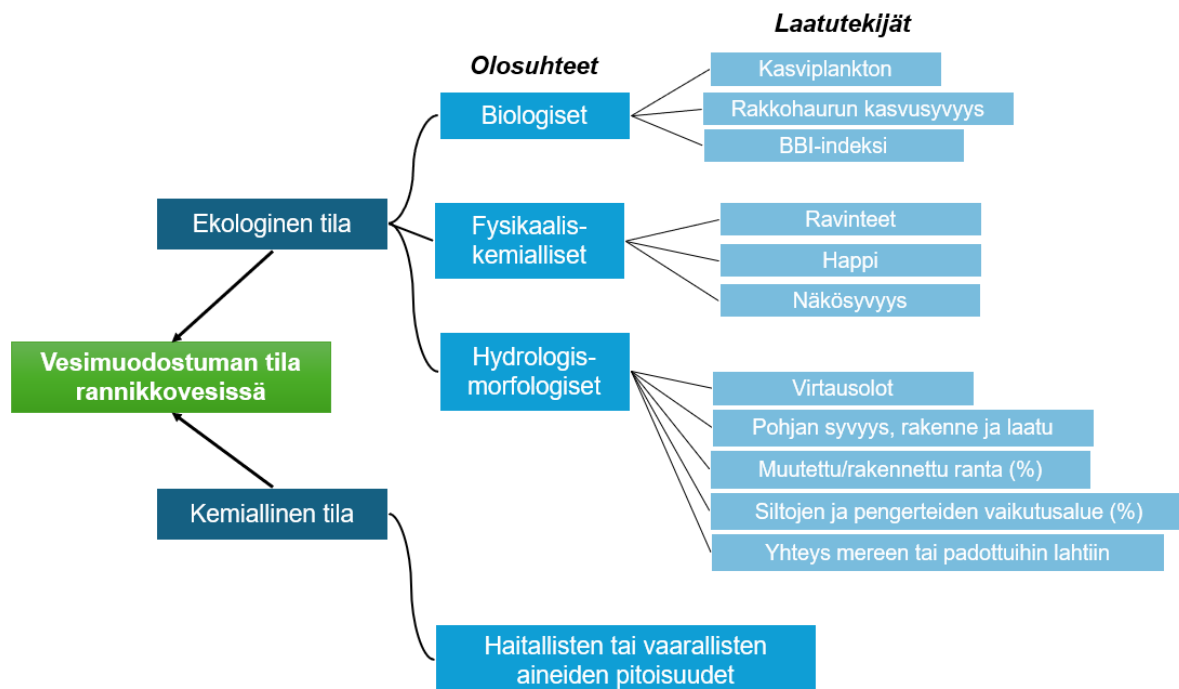 Laatutekijät
Olosuhteet
Kasviplankton
Biologiset
Rakkohaurun kasvusyvyys
BBI-indeksi
Ekologinen tila
Fysikaalis-
kemialliset
Ravinteet
Happi
Näkösyvyys
Vesimuodostuman tila
rannikkovesissä
Hydrologis-
morfologiset
Virtausolot
Pohjan syvyys, rakenne ja laatu
Muutettu/rakennettu ranta (%)
Siltojen ja pengerteiden vaikutusalue (%)
Yhteys mereen tai padottuihin lahtiin
Kemiallinen tila
Haitallisten tai vaarallisten
aineiden pitoisuudet